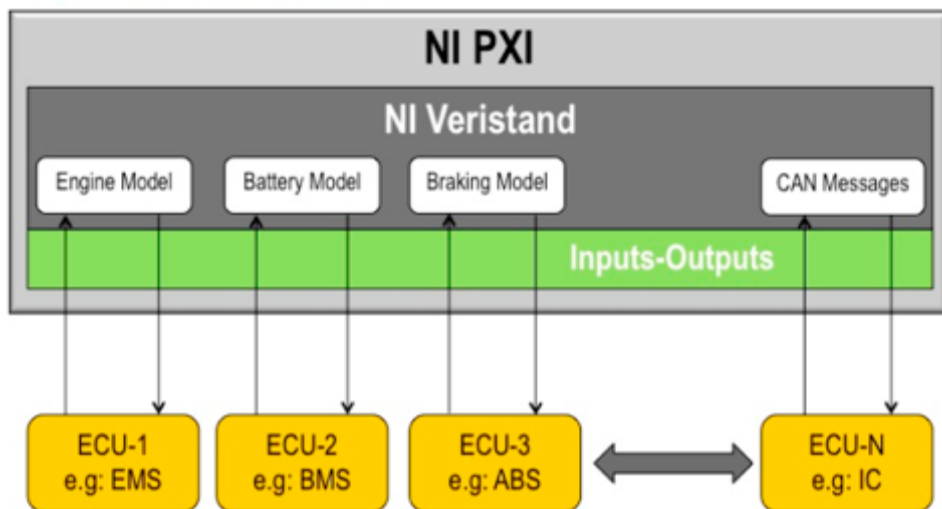 NI PXI
NI Veristand
Engine Model
Battery Model
Braking Model
CAN Messages
Inputs-Outputs
ECU-1
e.g: EMS
ECU-2
e.g: BMS
ECU-3
e.g: ABS
ECU-N
e.g: IC